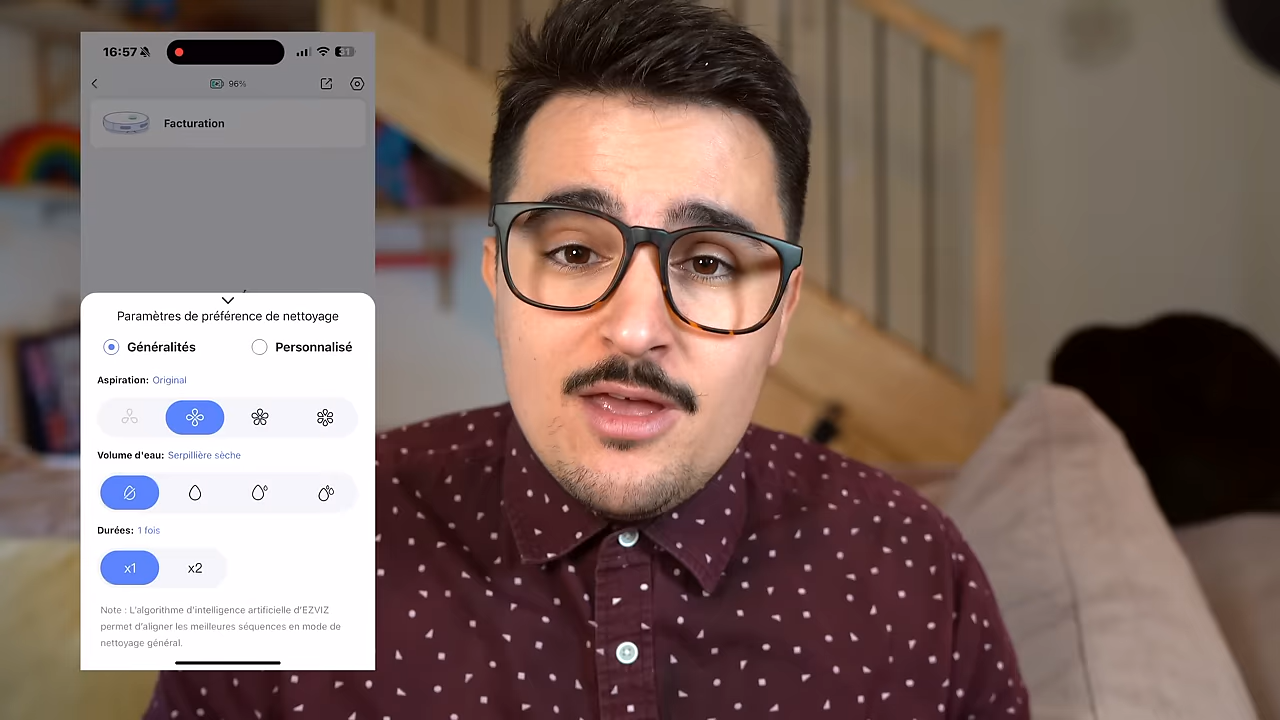 16:57
96%
Facturation
Paramètres de préférence de nettoyage
Généralités
Personnalisé
Aspiration: Original
Volume d'eau: Serpillière sèche
Durées: 1 fois
x1
x2
Note : L'algorithme d'intelligence artificielle d'EZVIZ
permet d'aligner les meilleures séquences en mode de
nettoyage général.